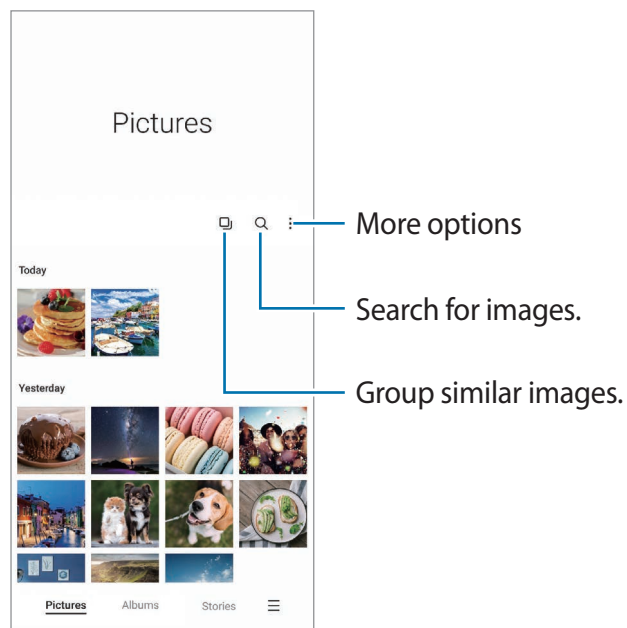 Pictures
More options
Today
Search for images.
Yesterday
Group similar images.
Pictures Albums Stories